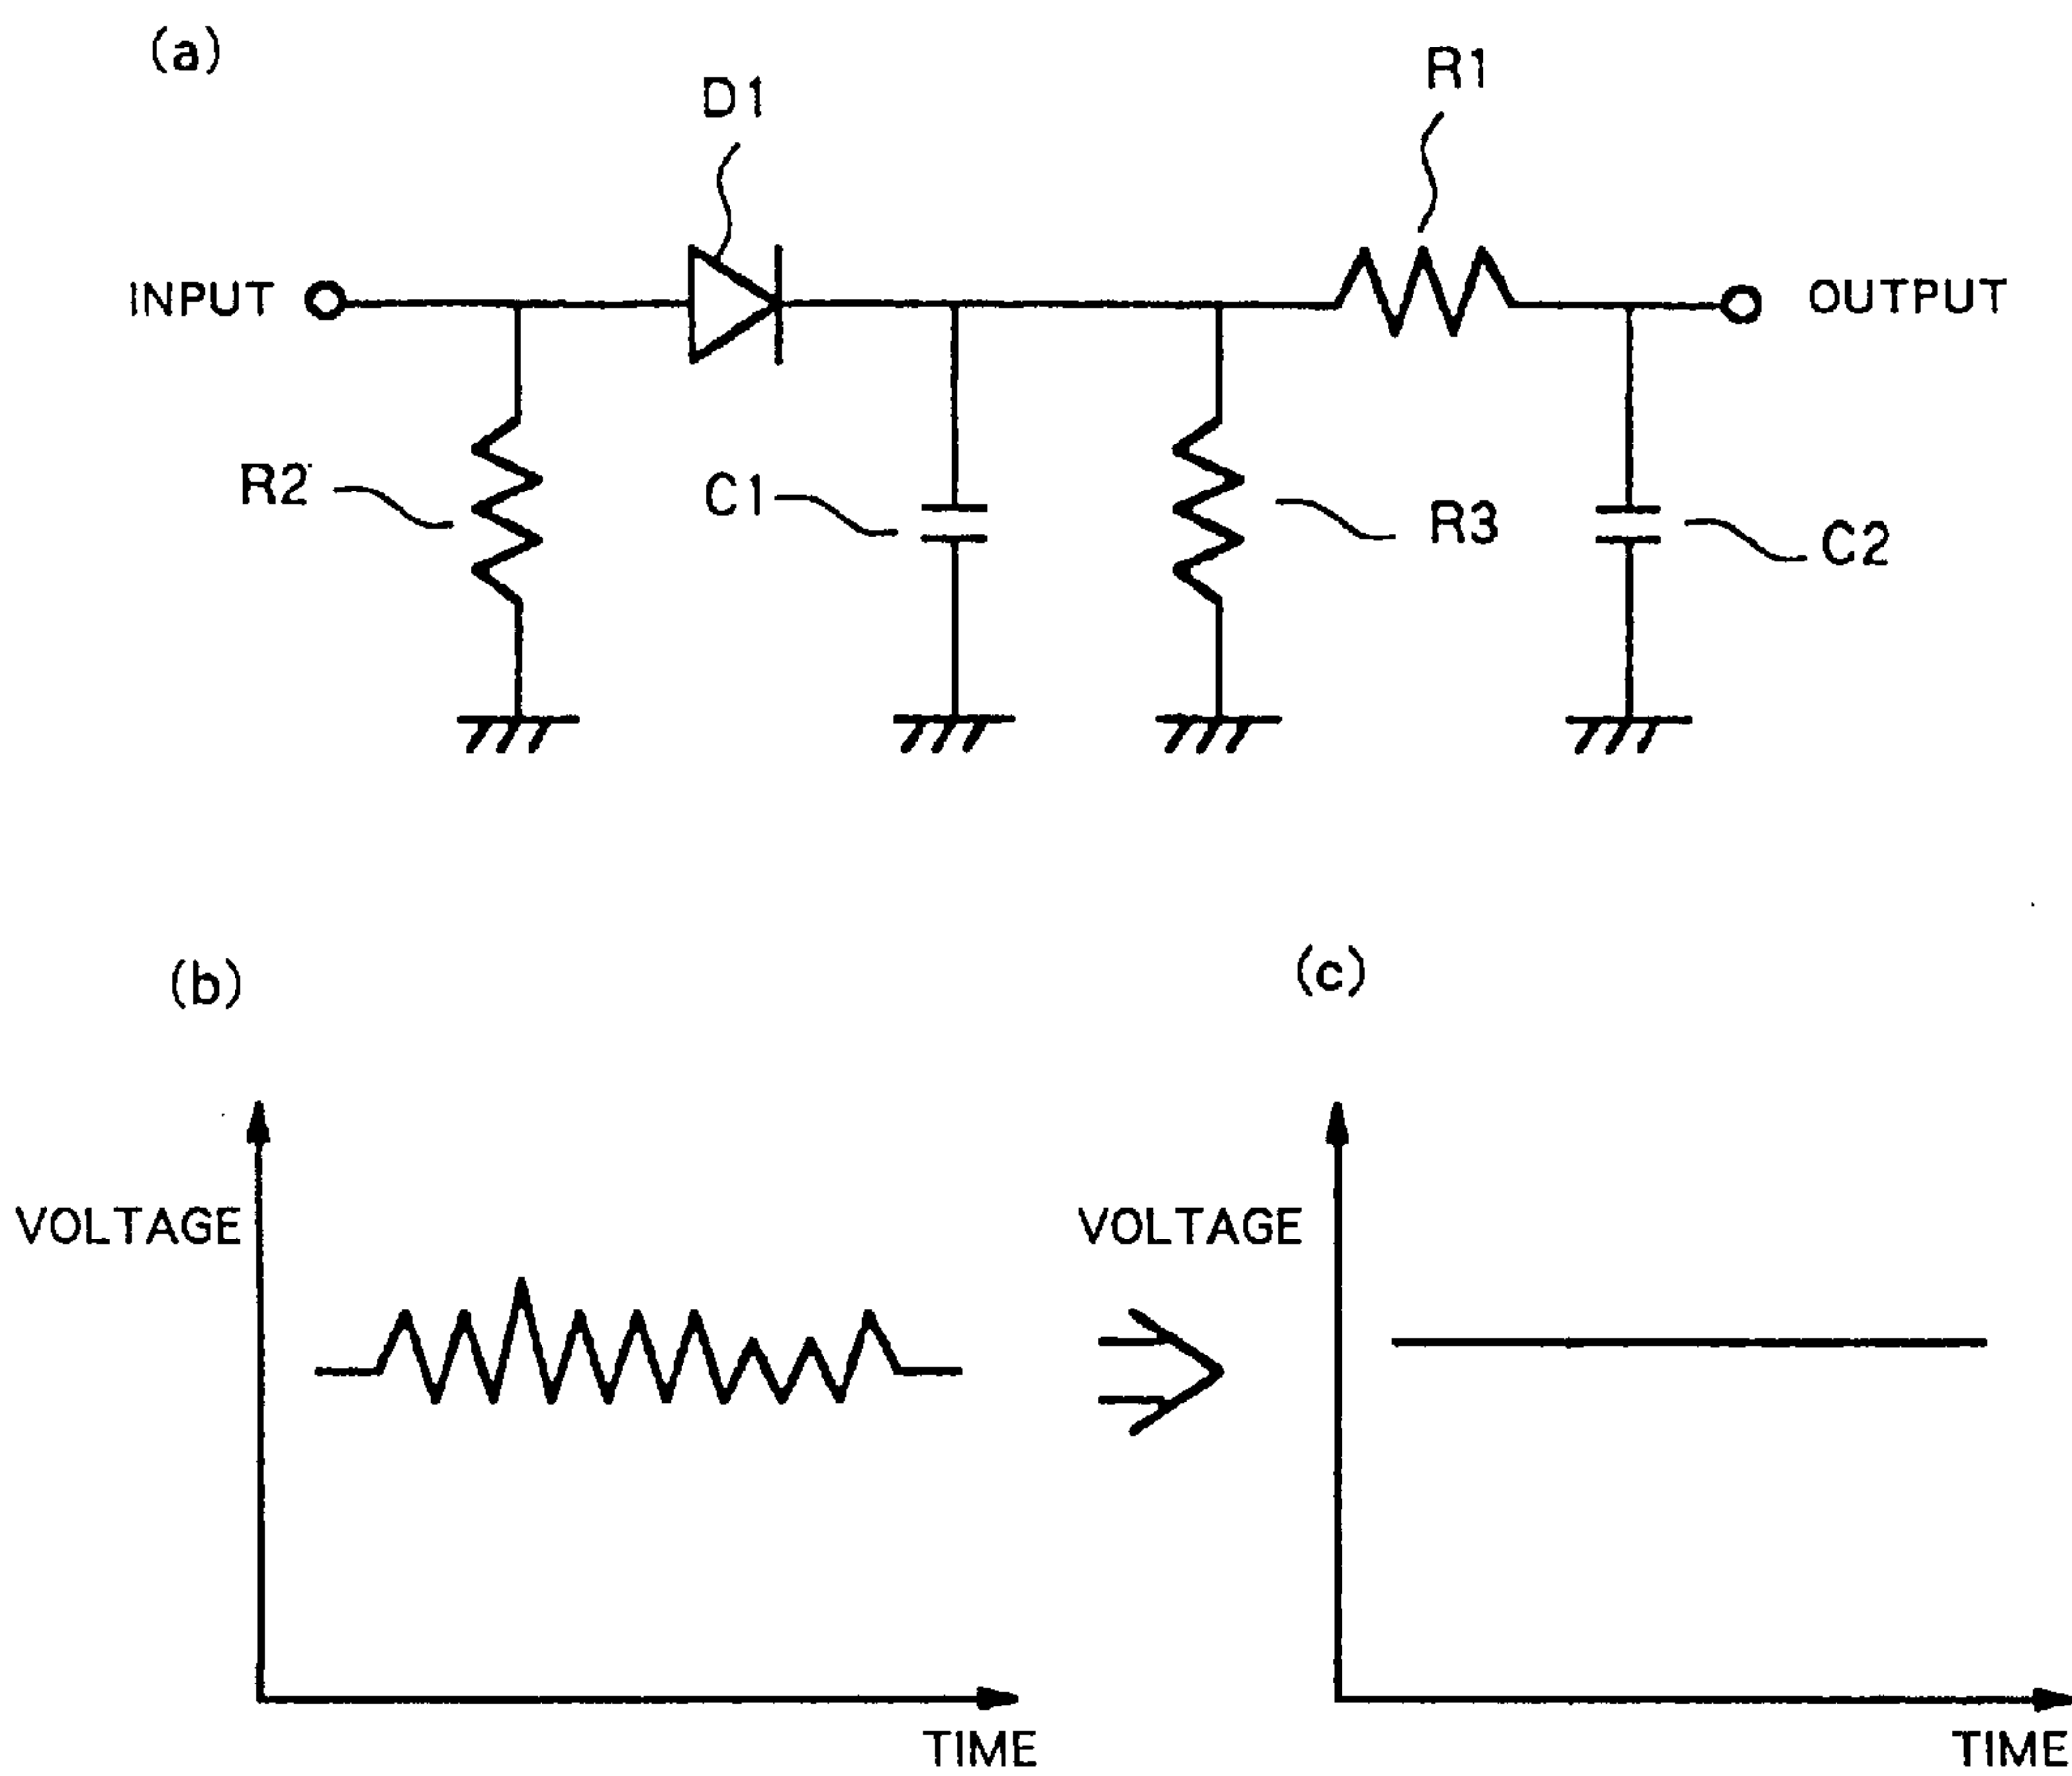 (a)
D1
R1
INPUT
OUTPUT
R2
C1
R3
C2
(b)
(c)
VOLTAGE
VOLTAGE
TIME
TIME